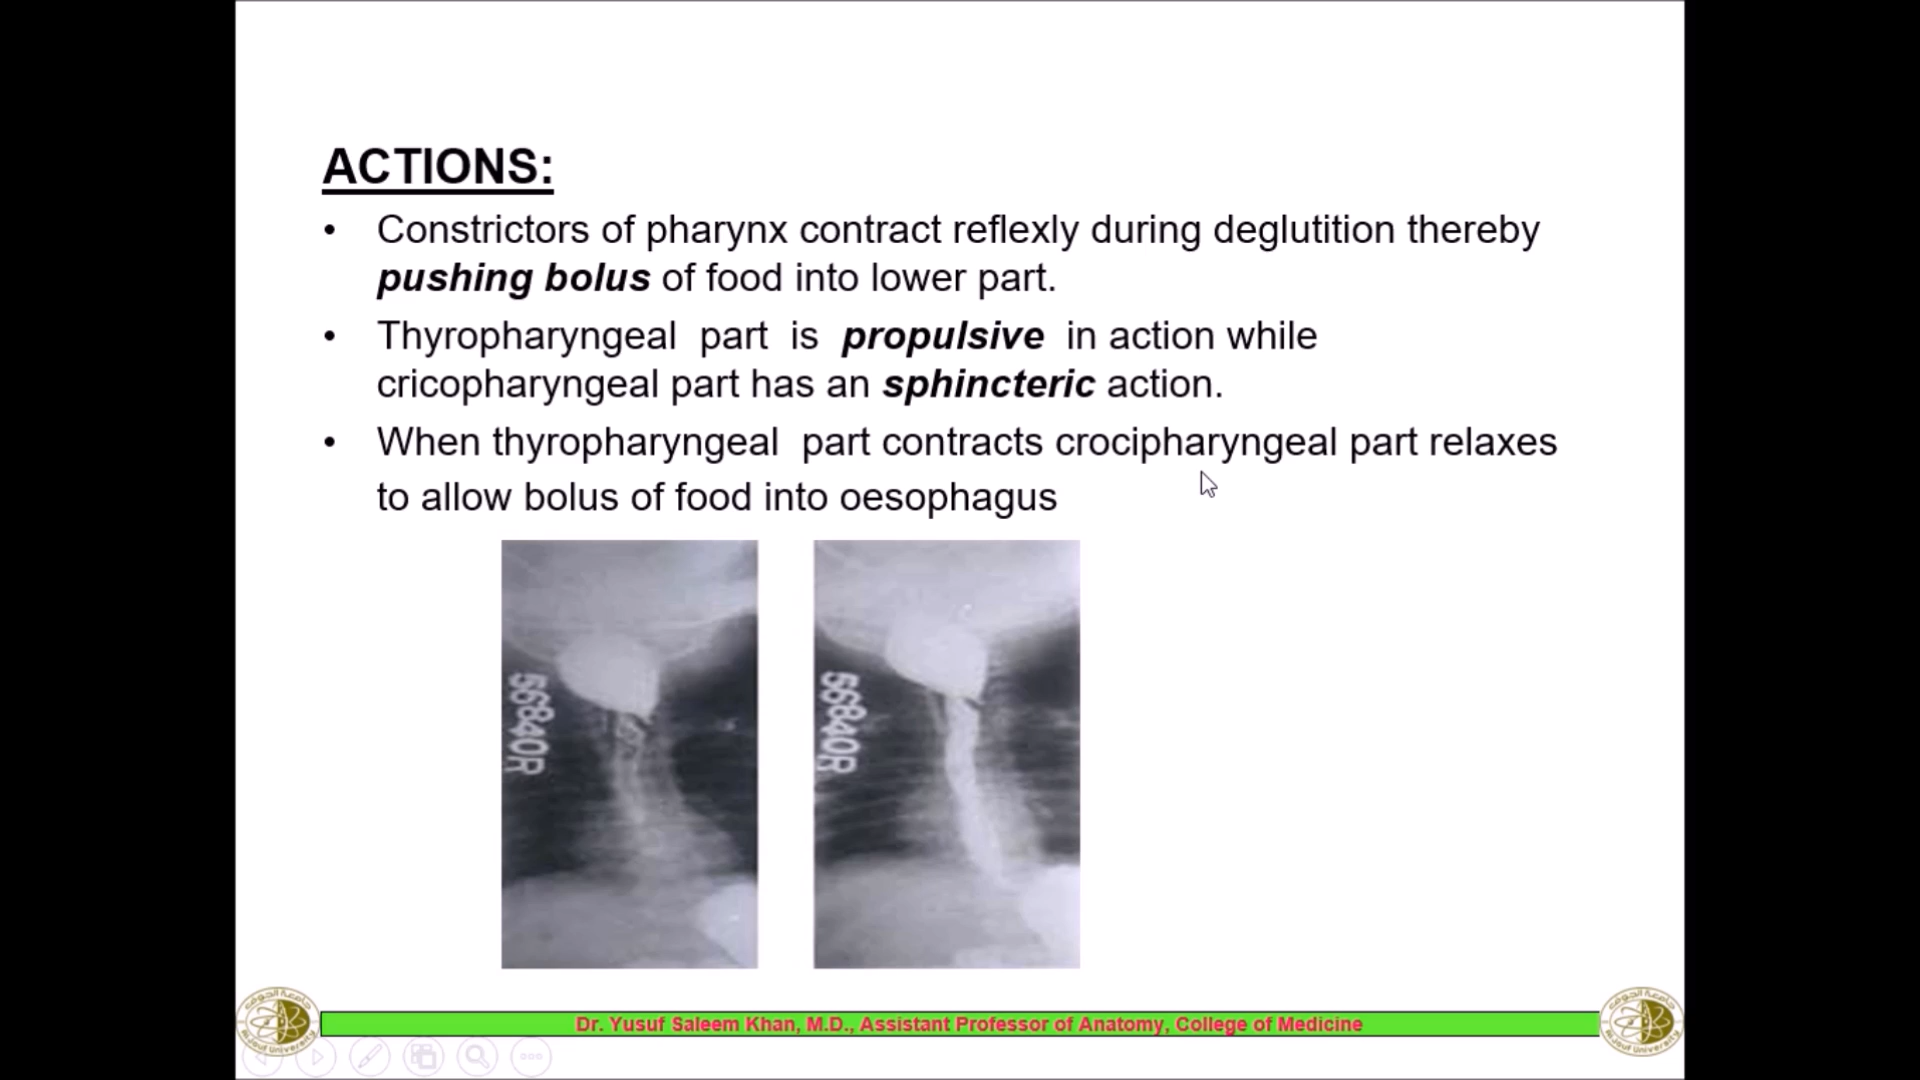 ACTIONS:
• Constrictors of pharynx contract reflexly during deglutition thereby
pushing bolus of food into lower part.
• Thyropharyngeal part is propulsive in action while
cricopharyngeal part has an sphincteric action.
• When thyropharyngeal part contracts crocipharyngeal part relaxes
to allow bolus of food into oesophagus
56840R
56840R
Dr. Yusuf Saleem Khan, M.D., Assistant Professor of Anatomy, College of Medicine